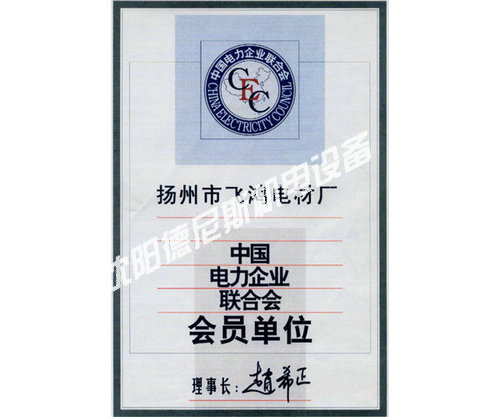 中国电力企业联合会
CEC
CHINA ELECTRICITY COUNCIL
扬州市飞鸿电材厂
沈阳德尼斯机电设备
中国
电力企业
联合会
会员单位
理事长：赵希正